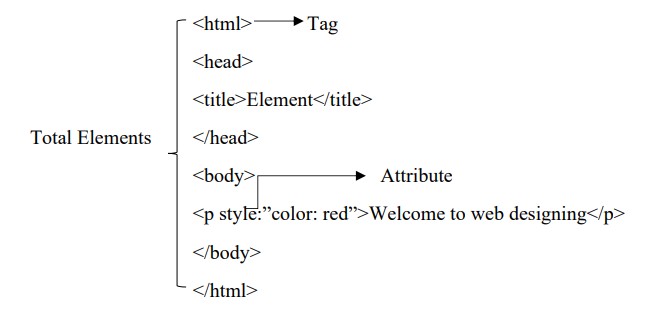 <html> Tag
<head>
<title>Element</title>
Total Elements </head>
<body> Attribute
<p style:”color: red”>Welcome to web designing</p>
</body>
</html>